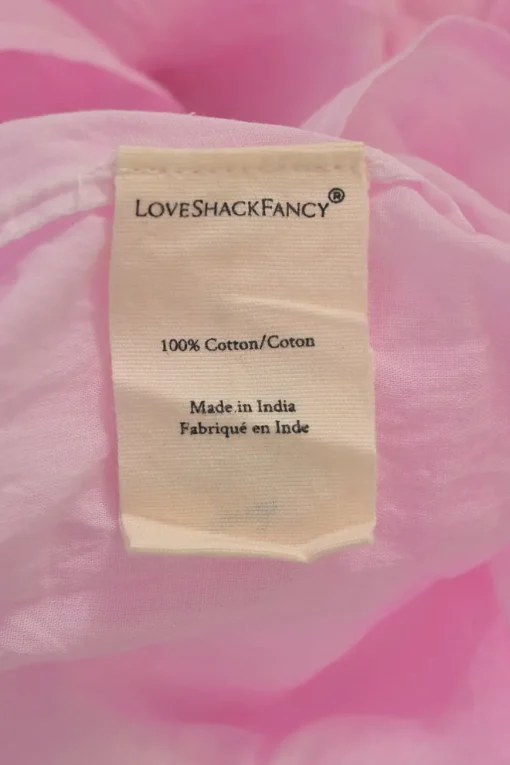 LOVESHACKFANCY®
100% Cotton/Coton
Made in India
Fabriqué en Inde